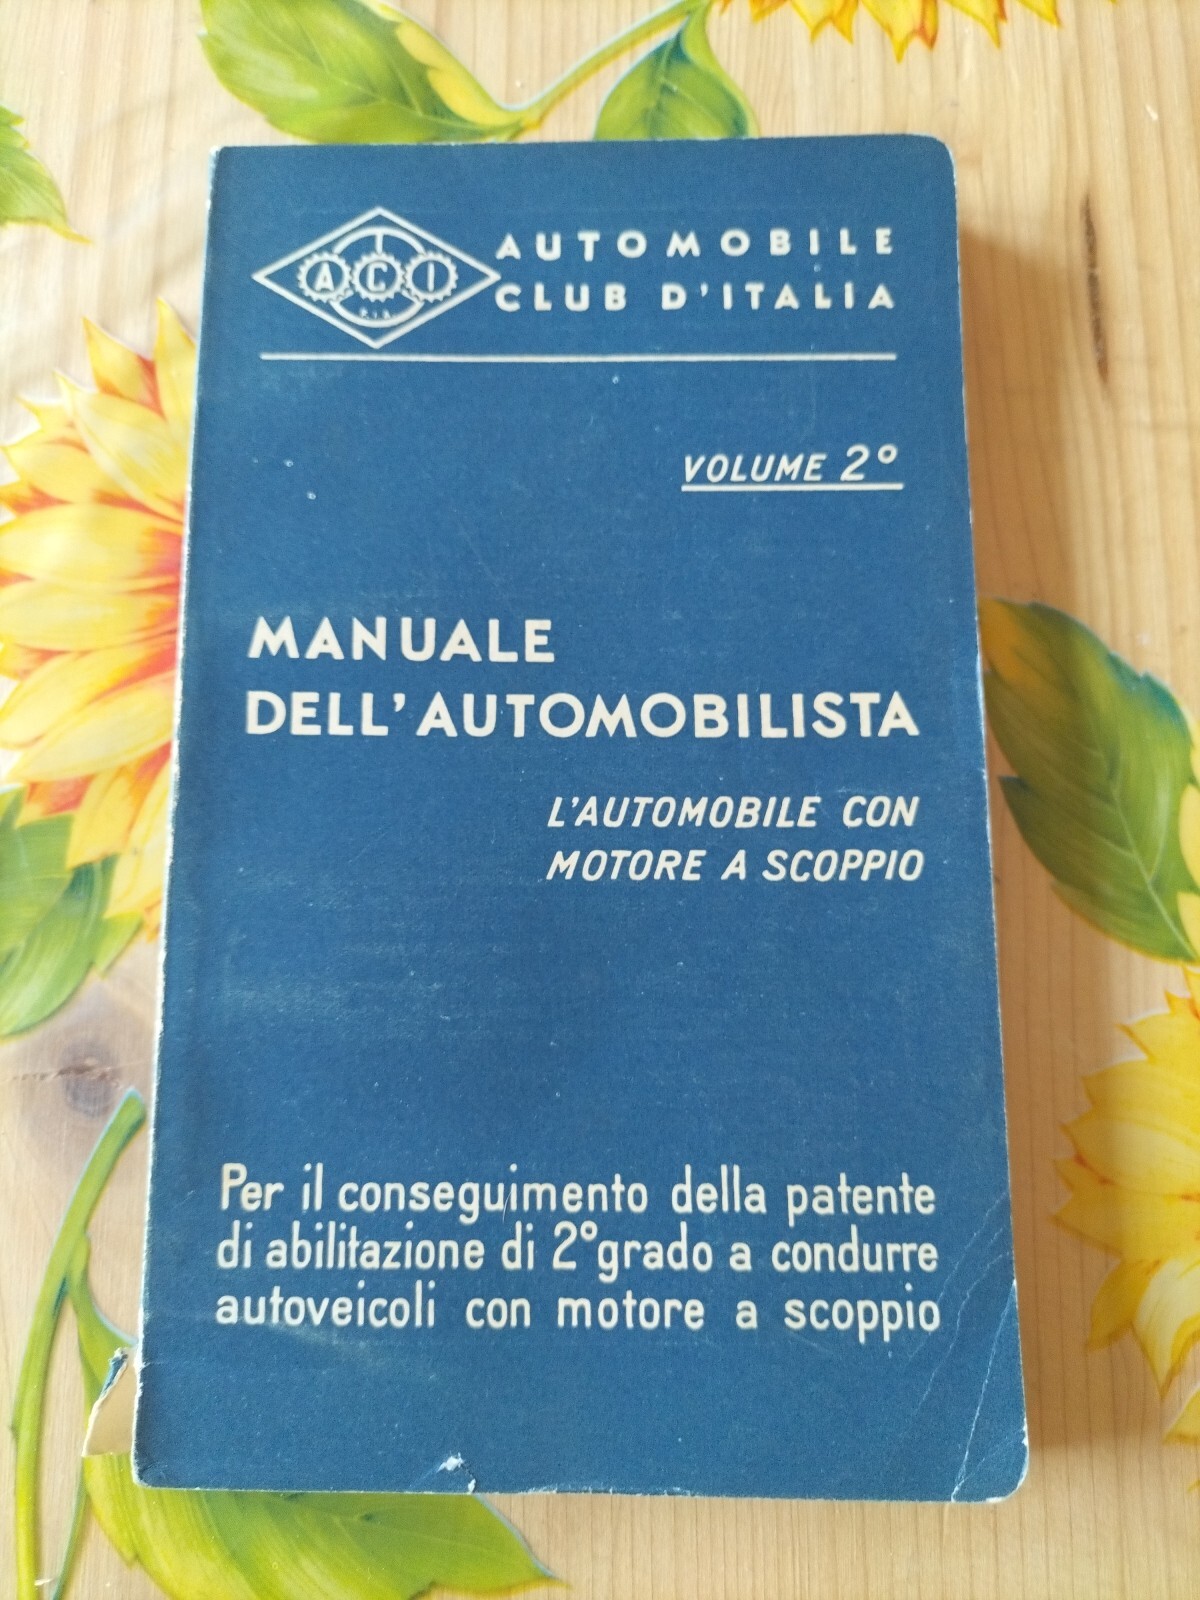 AUTOMOBILE
CLUB D'ITALIA
A C I
VOLUME 2°
MANUALE
DELL'AUTOMOBILISTA
L'AUTOMOBILE CON
MOTORE A SCOPPIO
Per il conseguimento della patente
di abilitazione di 2° grado a condurre
autoveicoli con motore a scoppio